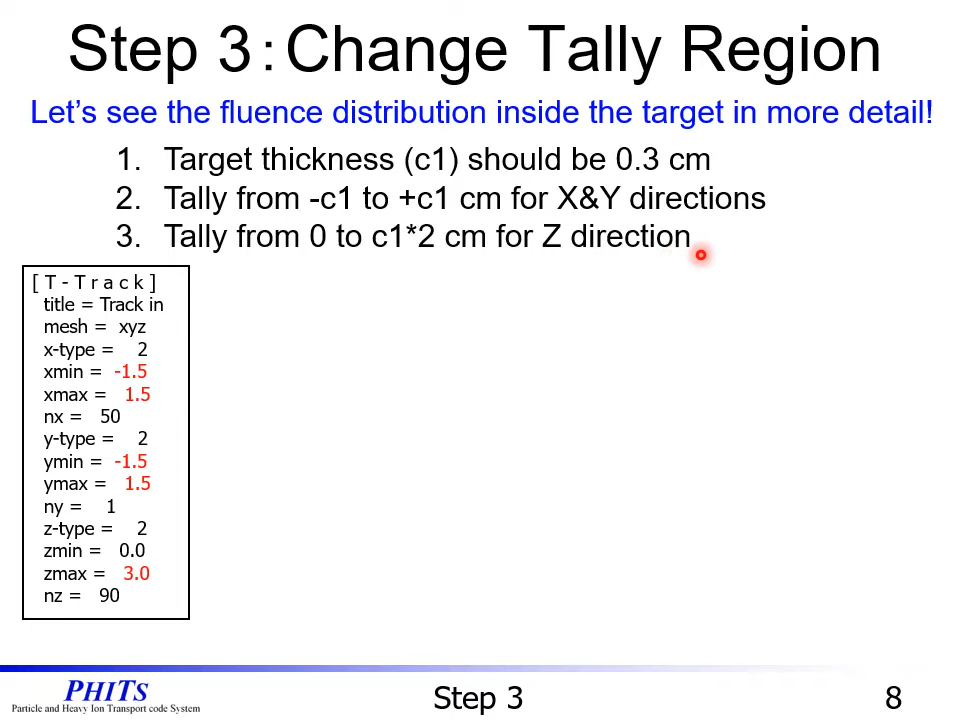 Step 3：Change Tally Region
Let's see the fluence distribution inside the target in more detail!
1. Target thickness (c1) should be 0.3 cm
2. Tally from -c1 to +c1 cm for X&Y directions
3. Tally from 0 to c1*2 cm for Z direction
[ T - T r a c k ]
title = Track in
mesh = xyz
x-type = 2
xmin = -1.5
xmax = 1.5
nx = 50
y-type = 2
ymin = -1.5
ymax = 1.5
ny = 1
z-type = 2
zmin = 0.0
zmax = 3.0
nz = 90
PHITS
Particle and Heavy Ion Transport code System
Step 3
8